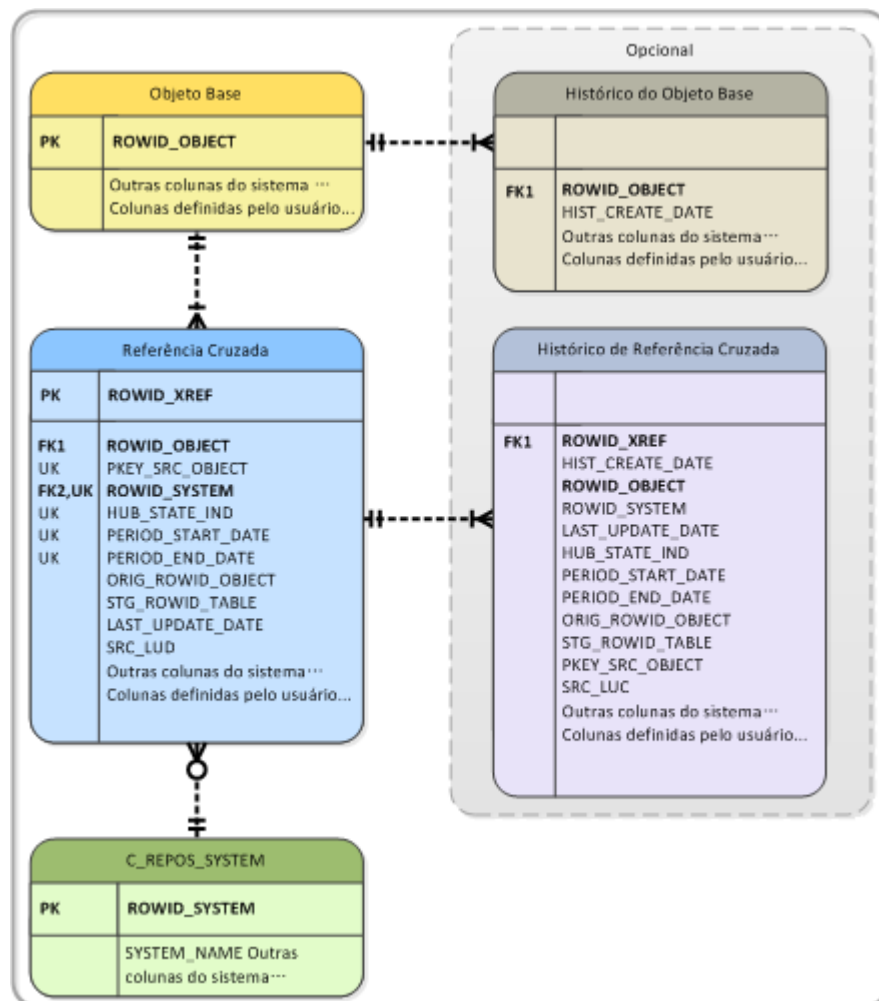 Opcional
Objeto Base
PK ROWID_OBJECT
Outras colunas do sistema ...
Colunas definidas pelo usuário...
Histórico do Objeto Base
FK1 ROWID_OBJECT
HIST_CREATE_DATE
Outras colunas do sistema...
Colunas definidas pelo usuário...
Referência Cruzada
PK ROWID_XREF
FK1 ROWID_OBJECT
UK PKEY_SRC_OBJECT
FK2,UK ROWID_SYSTEM
UK HUB_STATE_IND
UK PERIOD_START_DATE
UK PERIOD_END_DATE
ORIG_ROWID_OBJECT
STG_ROWID_TABLE
LAST_UPDATE_DATE
SRC_LUD
Outras colunas do sistema...
Colunas definidas pelo usuário...
Histórico de Referência Cruzada
FK1 ROWID_XREF
HIST_CREATE_DATE
ROWID_OBJECT
ROWID_SYSTEM
LAST_UPDATE_DATE
HUB_STATE_IND
PERIOD_START_DATE
PERIOD_END_DATE
ORIG_ROWID_OBJECT
STG_ROWID_TABLE
PKEY_SRC_OBJECT
SRC_LUC
Outras colunas do sistema...
Colunas definidas pelo usuário...
C_REPOS_SYSTEM
PK ROWID_SYSTEM
SYSTEM_NAME Outras
colunas do sistema...